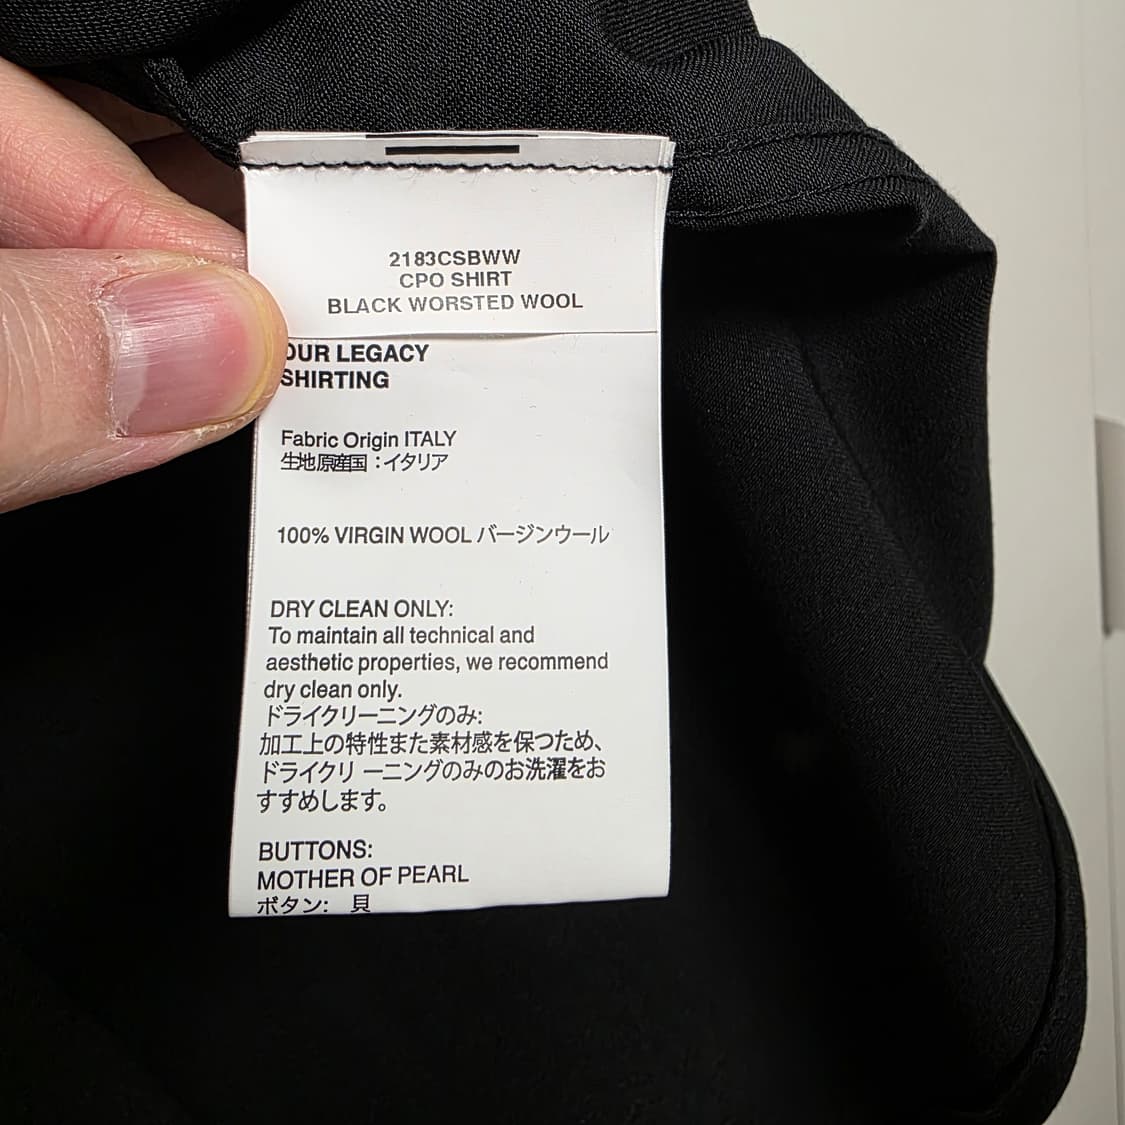 2183CSBWW
CPO SHIRT
BLACK WORSTED WOOL
OUR LEGACY
SHIRTING
Fabric Origin ITALY
生地原産国：イタリア
100% VIRGIN WOOL バージンウール
DRY CLEAN ONLY:
To maintain all technical and
aesthetic properties, we recommend
dry clean only.
ドライクリーニングのみ:
加工上の特性また素材感を保つため、
ドライクリ ーニングのみのお洗濯をお
すすめします。
BUTTONS:
MOTHER OF PEARL
ボタン: 貝